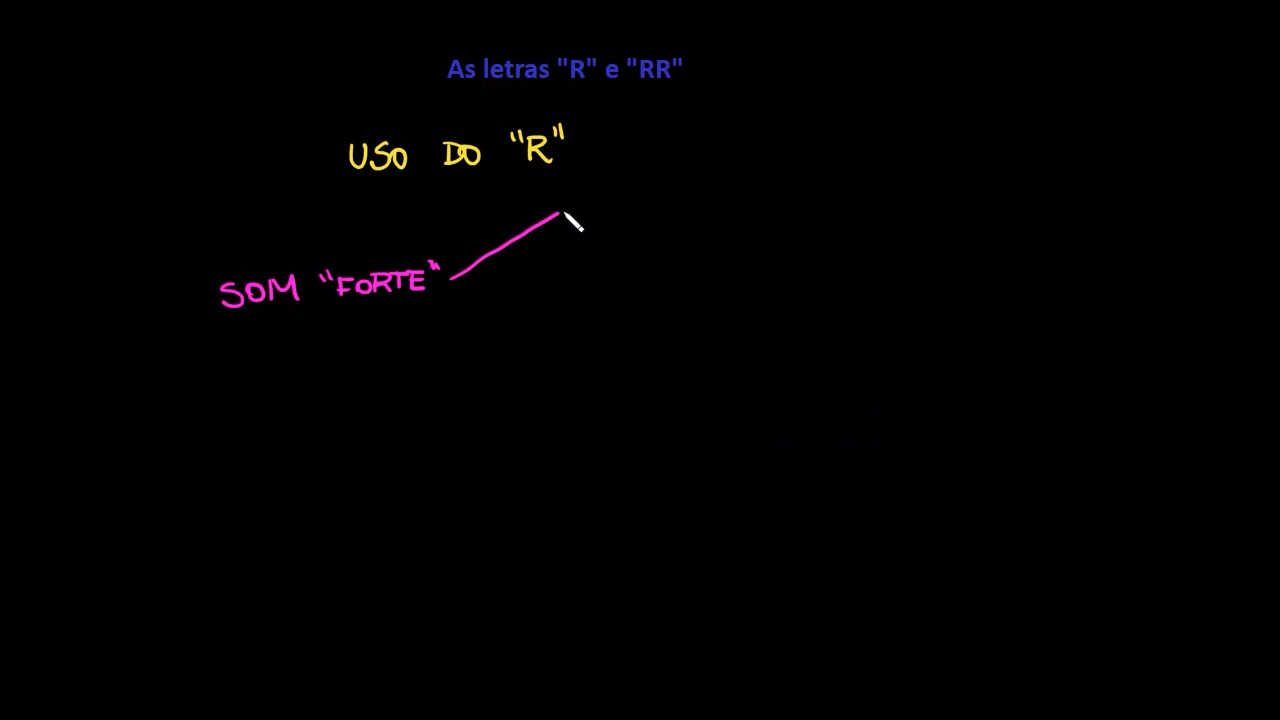 As letras "R" e "RR"
USO DO "R"
SOM "FORTE"